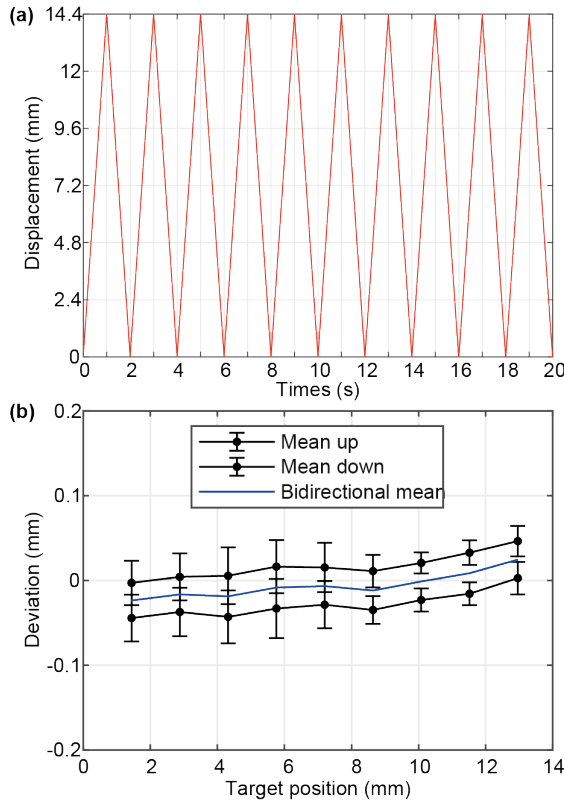 (a)
Displacement (mm)
14.4
12
9.6
7.2
4.8
2.4
0
0 2 4 6 8 10 12 14 16 18 20
Times (s)
(b)
Deviation (mm)
0.2
0.1
0
-0.1
-0.2
Mean up
Mean down
Bidirectional mean
0 2 4 6 8 10 12 14
Target position (mm)